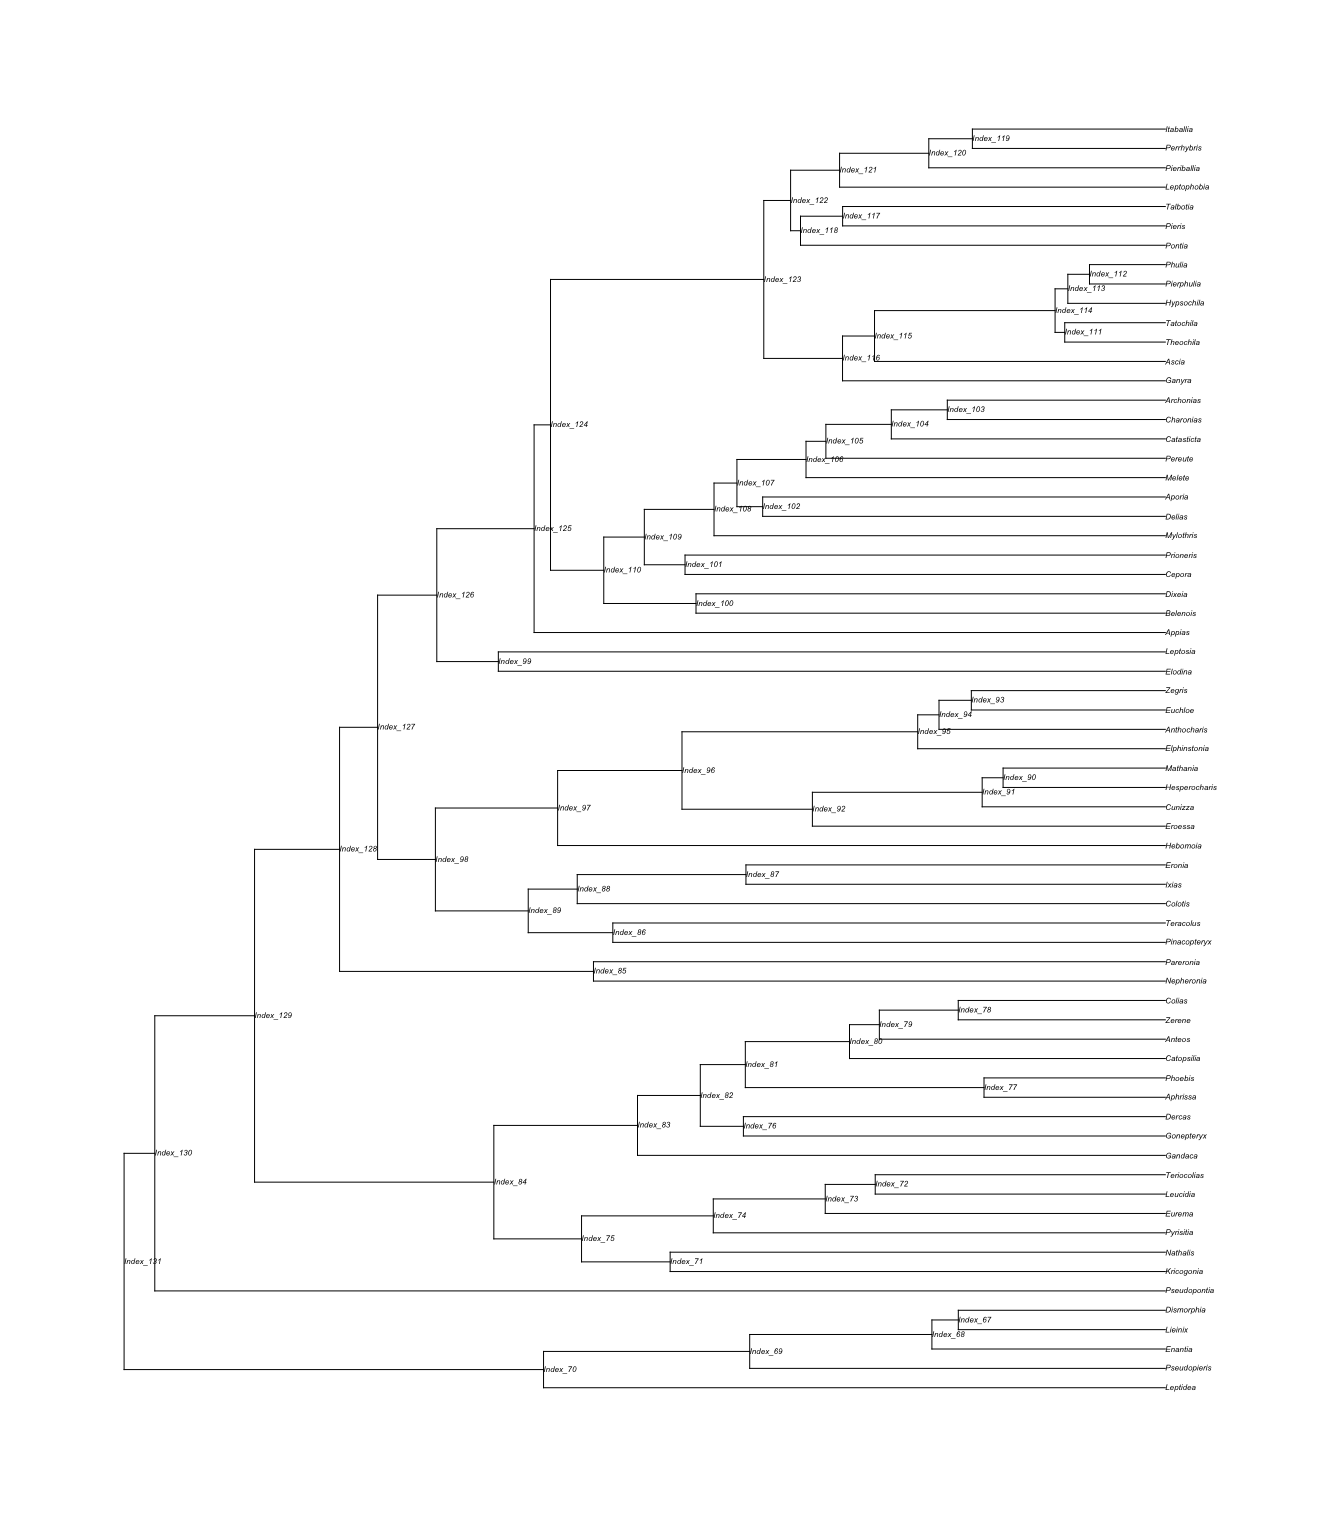 Itaballia
Index_119
Perrhybris
Index_120
Pieriballia
Index_121
Leptophobia
Index_122
Talbotia
Index_117
Pieris
Index_118
Pontia
Phulia
Index_112
Index_123
Pierphulia
Index_113
Hypsochila
Index_114
Tatochila
Index_111
Index_115
Theochila
Index_116
Ascia
Ganyra
Archonias
Index_103
Charonias
Index_104
Index_124
Catasticta
Index_105
Pereute
Index_106
Melete
Index_107
Aporia
Index_102
Index_108
Delias
Index_125
Mylothris
Index_109
Prioneris
Index_101
Index_110
Cepora
Dixeia
Index_126
Index_100
Belenois
Appias
Leptosia
Index_99
Elodina
Zegris
Index_93
Euchloe
Index_94
Index_127
Anthocharis
Index_95
Elphinstonia
Mathania
Index_96
Index_90
Hesperocharis
Index_91
Cunizza
Index_97
Index_92
Eroessa
Hebomoia
Index_128
Index_98
Eronia
Index_87
Ixias
Index_88
Colotis
Index_89
Teracolus
Index_86
Pinacopteryx
Pareronia
Index_85
Nepheronia
Colias
Index_78
Index_129
Zerene
Index_79
Anteos
Index_80
Catopsilia
Index_81
Phoebis
Index_77
Index_82
Aphrissa
Dercas
Index_83
Index_76
Gonepteryx
Index_130
Gandaca
Teriocolias
Index_84
Index_72
Leucidia
Index_73
Eurema
Index_74
Pyrisitia
Index_75
Nathalis
Index_131
Index_71
Kricogonia
Pseudopontia
Dismorphia
Index_67
Lieinix
Index_68
Enantia
Index_69
Pseudopieris
Index_70
Leptidea